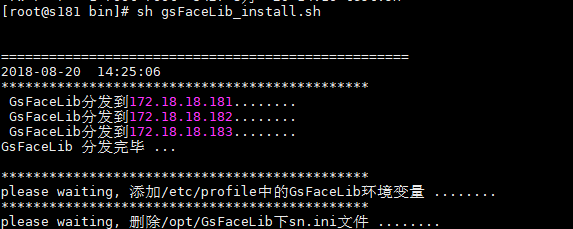 [root@s181 bin]# sh gsFaceLib_install.sh
===================================================
2018-08-20  14:25:06
**********************************************
 GsFaceLib分发到172.18.18.181........
 GsFaceLib分发到172.18.18.182........
 GsFaceLib分发到172.18.18.183........
GsFaceLib 分发完毕 ...
**********************************************
please waiting, 添加/etc/profile中的GsFaceLib环境变量 ........
**********************************************
please waiting, 删除/opt/GsFaceLib下sn.ini文件 ........